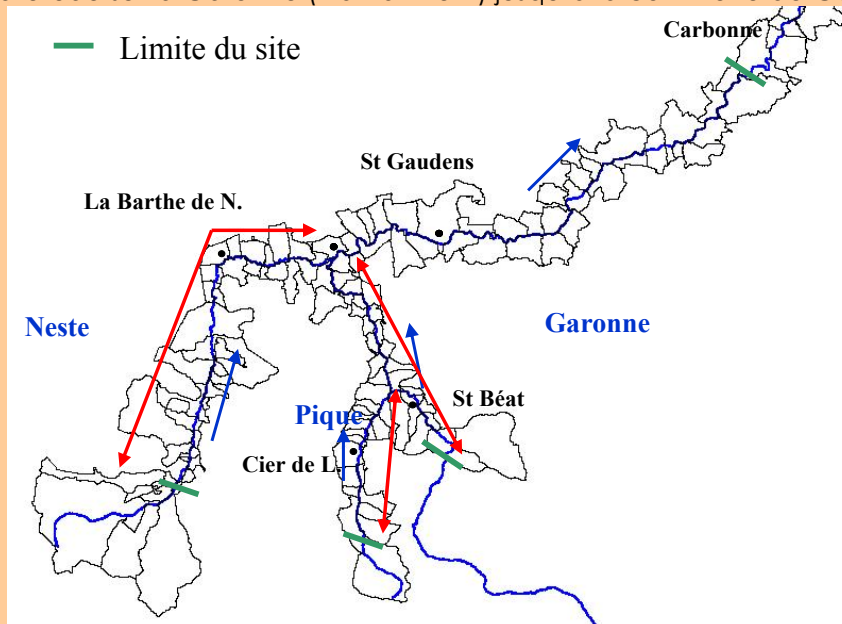 Limite du site
Carbonne
St Gaudens
La Barthe de N.
Neste
Garonne
St Béat
Pique
Cier de L.